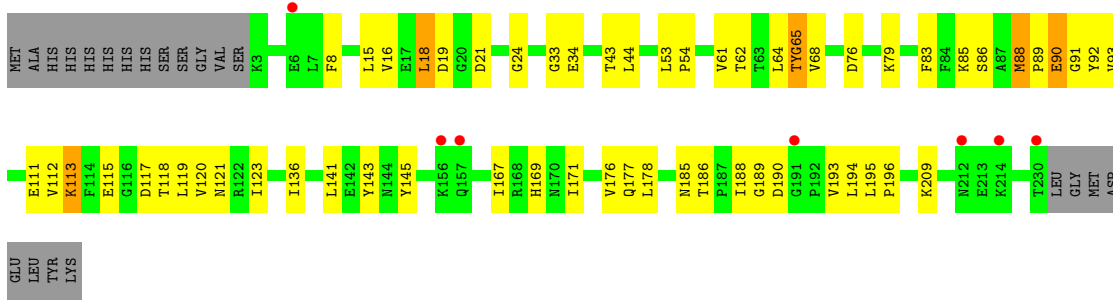 MET ALA HIS HIS HIS HIS HIS HIS SER SER GLY VAL SER K3 E6 L7 F8 L15 V16 E17 L18 D19 G20 D21 G24 G33 E34 T43 L44 L53 P54 V61 T62 T63 L64 TYG65 V68 D76 K79 F83 F84 K85 S86 A87 M88 P89 E90 G91 Y92 V93
E111 V112 K113 F114 E115 G116 D117 T118 L119 V120 N121 R122 I123 I136 L141 E142 Y143 N144 Y145 K156 Q157 I167 R168 H169 N170 I171 V176 Q177 L178 N185 T186 P187 I188 G189 D190 G191 P192 V193 L194 L195 P196 K209 N212 E213 K214 T230 LEU GLY MET ASP
GLU LEU TYR LYS